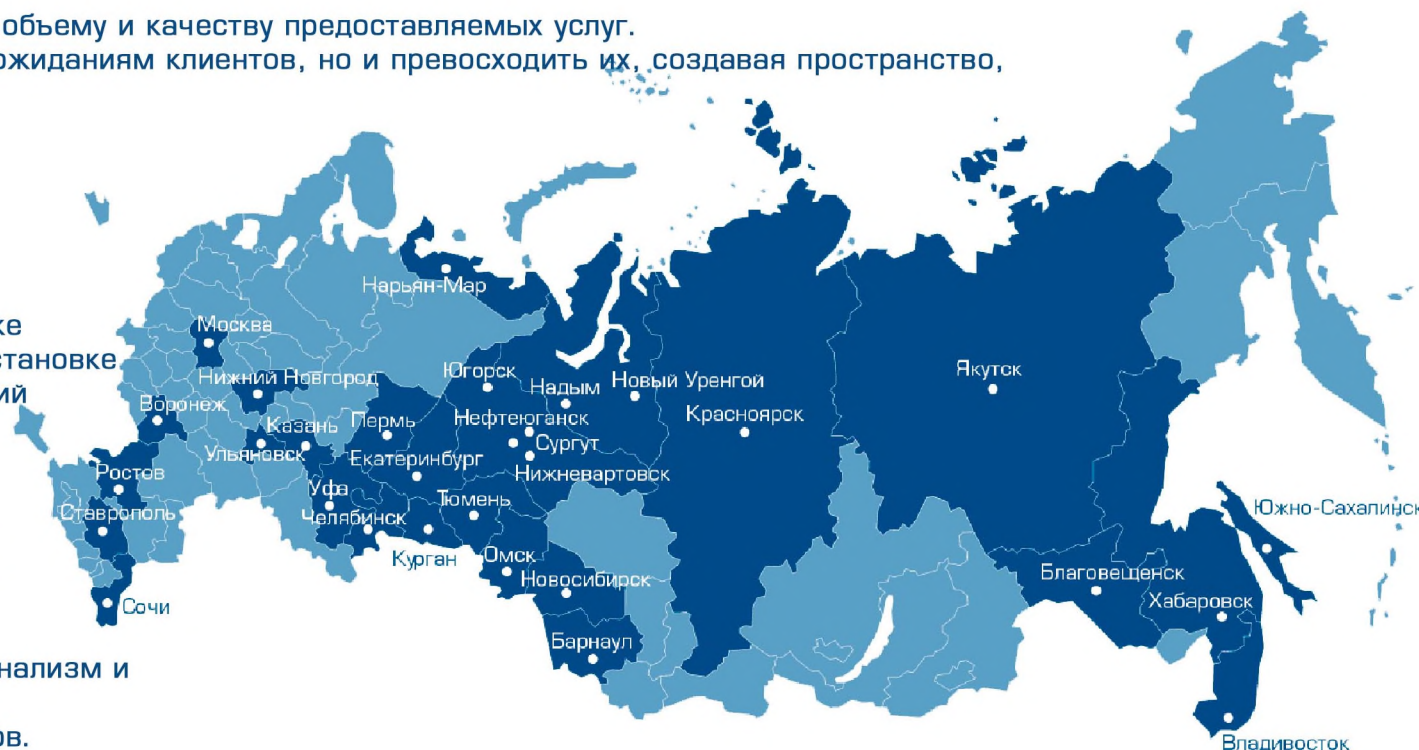 объему и качеству предоставляемых услуг.
ожиданиям клиентов, но и превосходить их, создавая пространство,
Нарьян-Мар
Москва
становке
Нижний Новгород
Югорск
Надым
Новый Уренгой
Якутск
Воронеж
Казань
Пермь
Нефтеюганск
Красноярск
Ульяновск
Сургут
Екатеринбург
Нижневартовск
Ростов
Уфа
Тюмень
Ставрополь
Челябинск
Южно-Сахалинск
Курган
Омск
Новосибирск
Благовещенск
Хабаровск
Сочи
Барнаул
нализм и
ов.
Владивосток